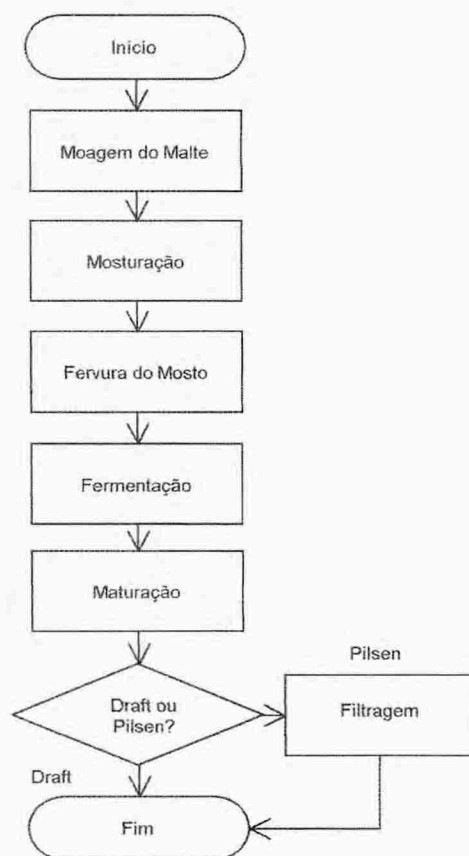 Início
Moagem do Malte
Mosturação
Fervura do Mosto
Fermentação
Maturação
Pilsen
Draft ou
Pilsen?
Filtragem
Draft
Fim